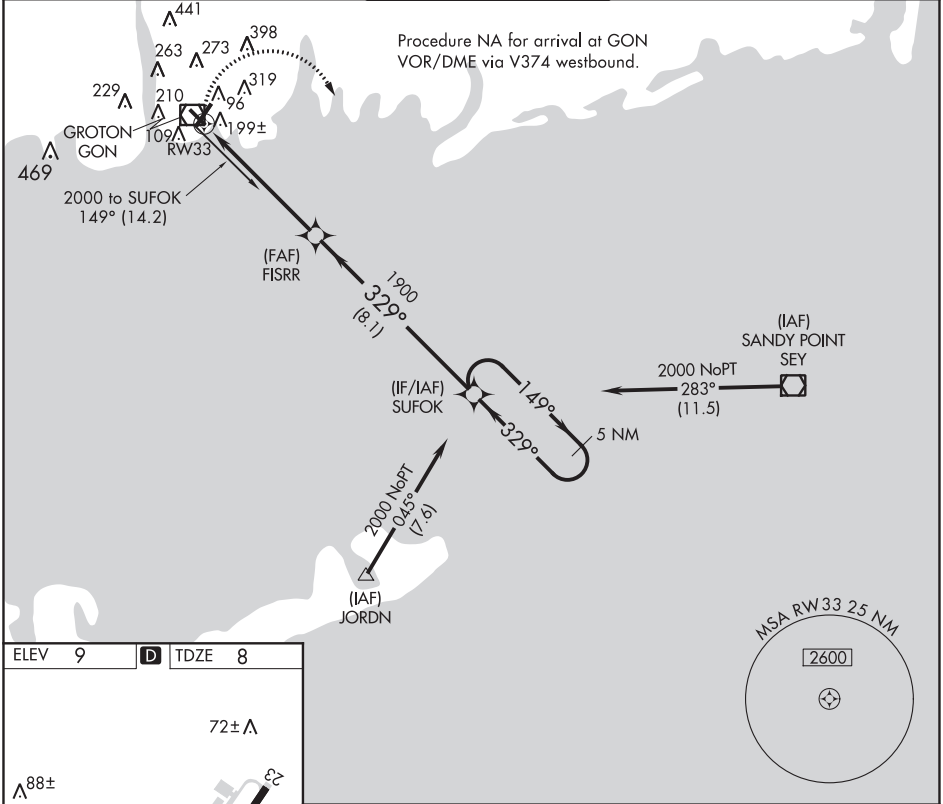 441
398
273
263
319
229
210
96
199±
109
GROTON
GON
RW33
469
Procedure NA for arrival at GON
VOR/DME via V374 westbound.
2000 to SUFOK
149° (14.2)
(FAF)
FISRR
1900
329°
(8.1)
(IF/IAF)
SUFOK
149°
329°
5 NM
(IAF)
SANDY POINT
SEY
2000 NoPT
283°
(11.5)
2000 NoPT
045°
(7.6)
(IAF)
JORDN
MSA RW33 25 NM
2600
ELEV 9 D TDZE 8
72±
88±
23